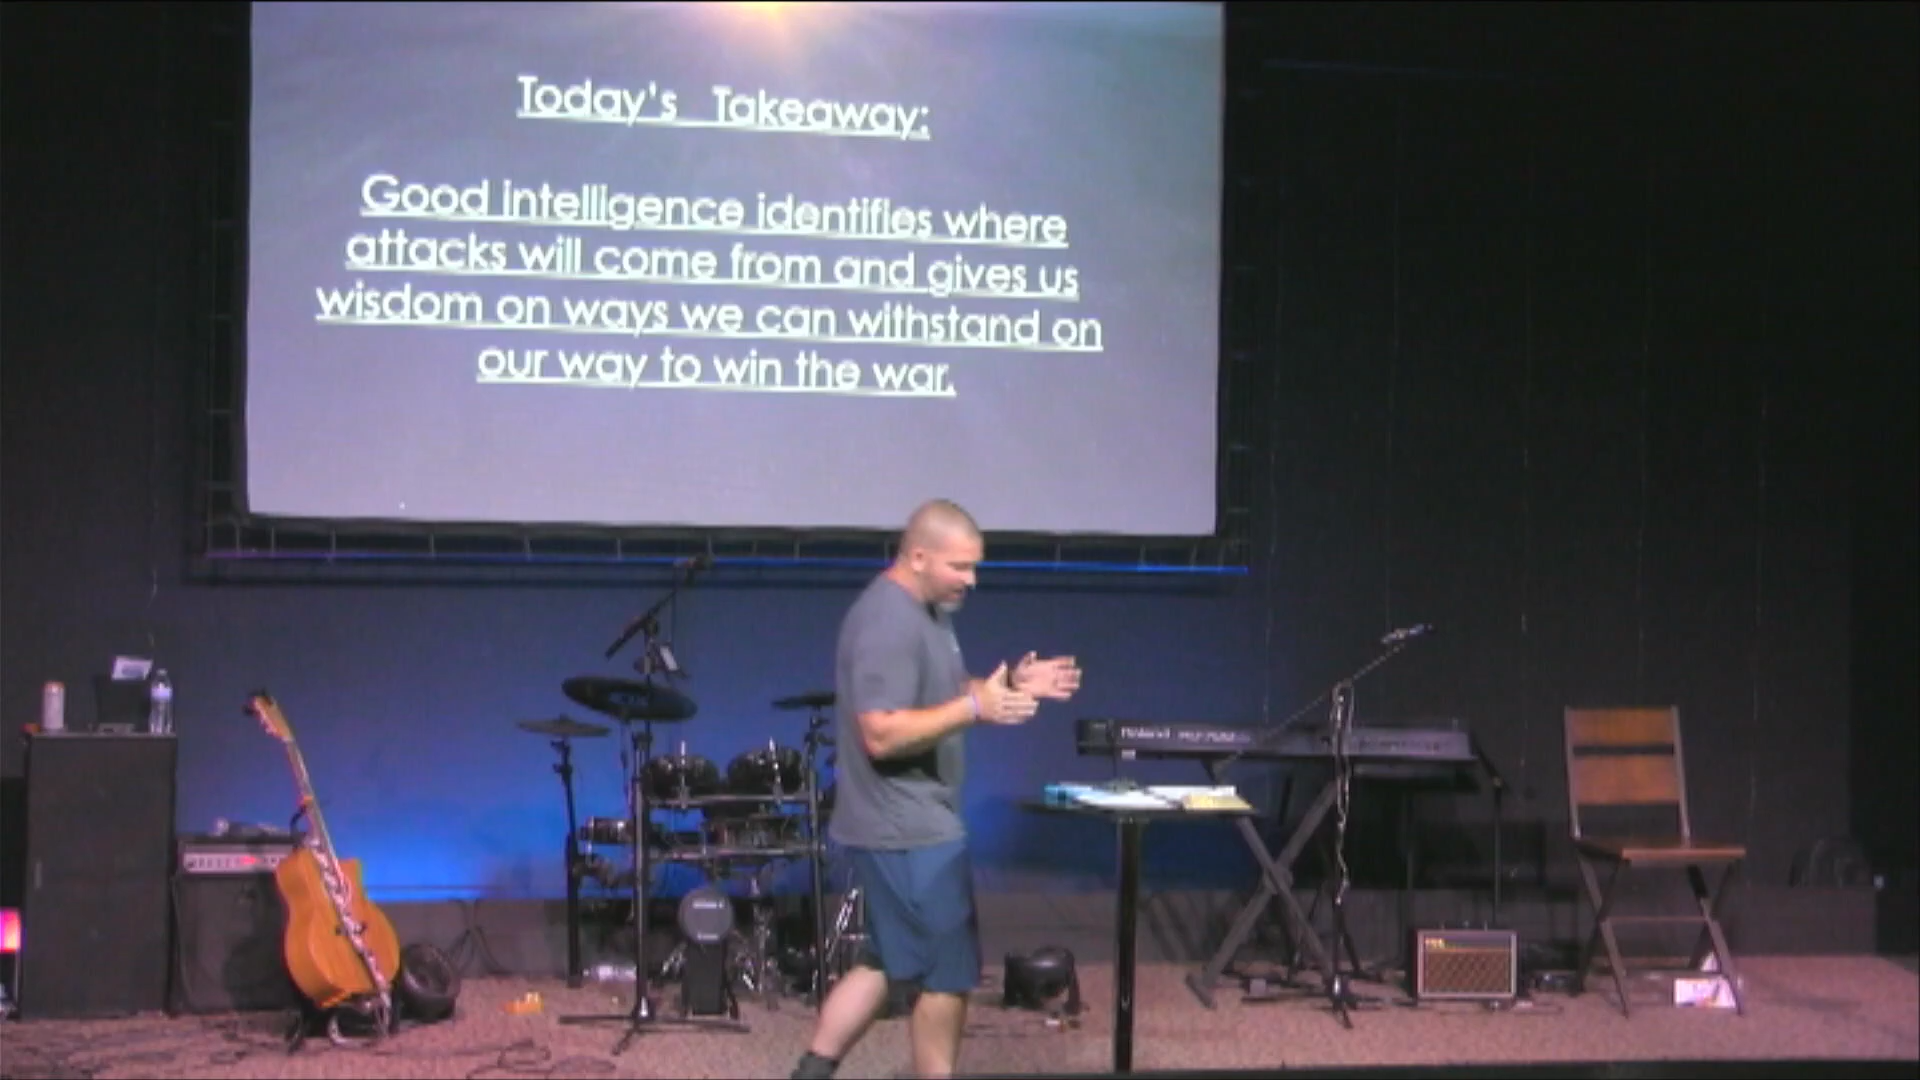 Today's Takeaway:
Good intelligence identifies where
attacks will come from and gives us
wisdom on ways we can withstand on
our way to win the war.
Roland